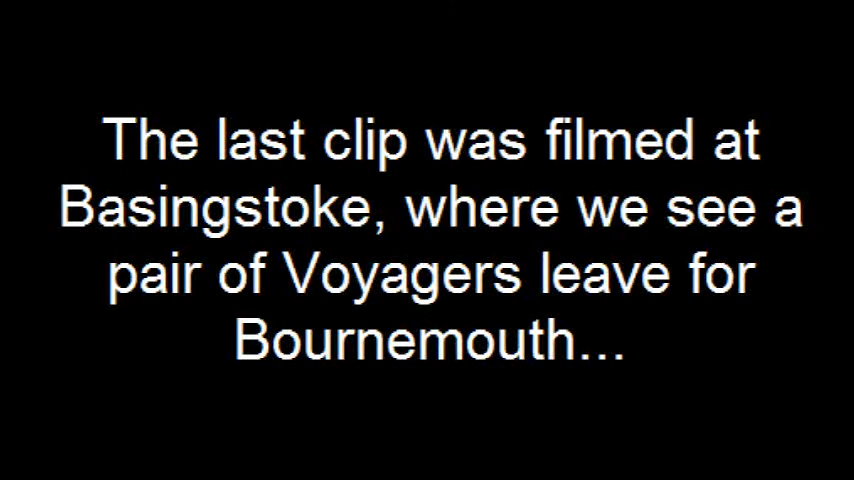 The last clip was filmed at
Basingstoke, where we see a
pair of Voyagers leave for
Bournemouth...